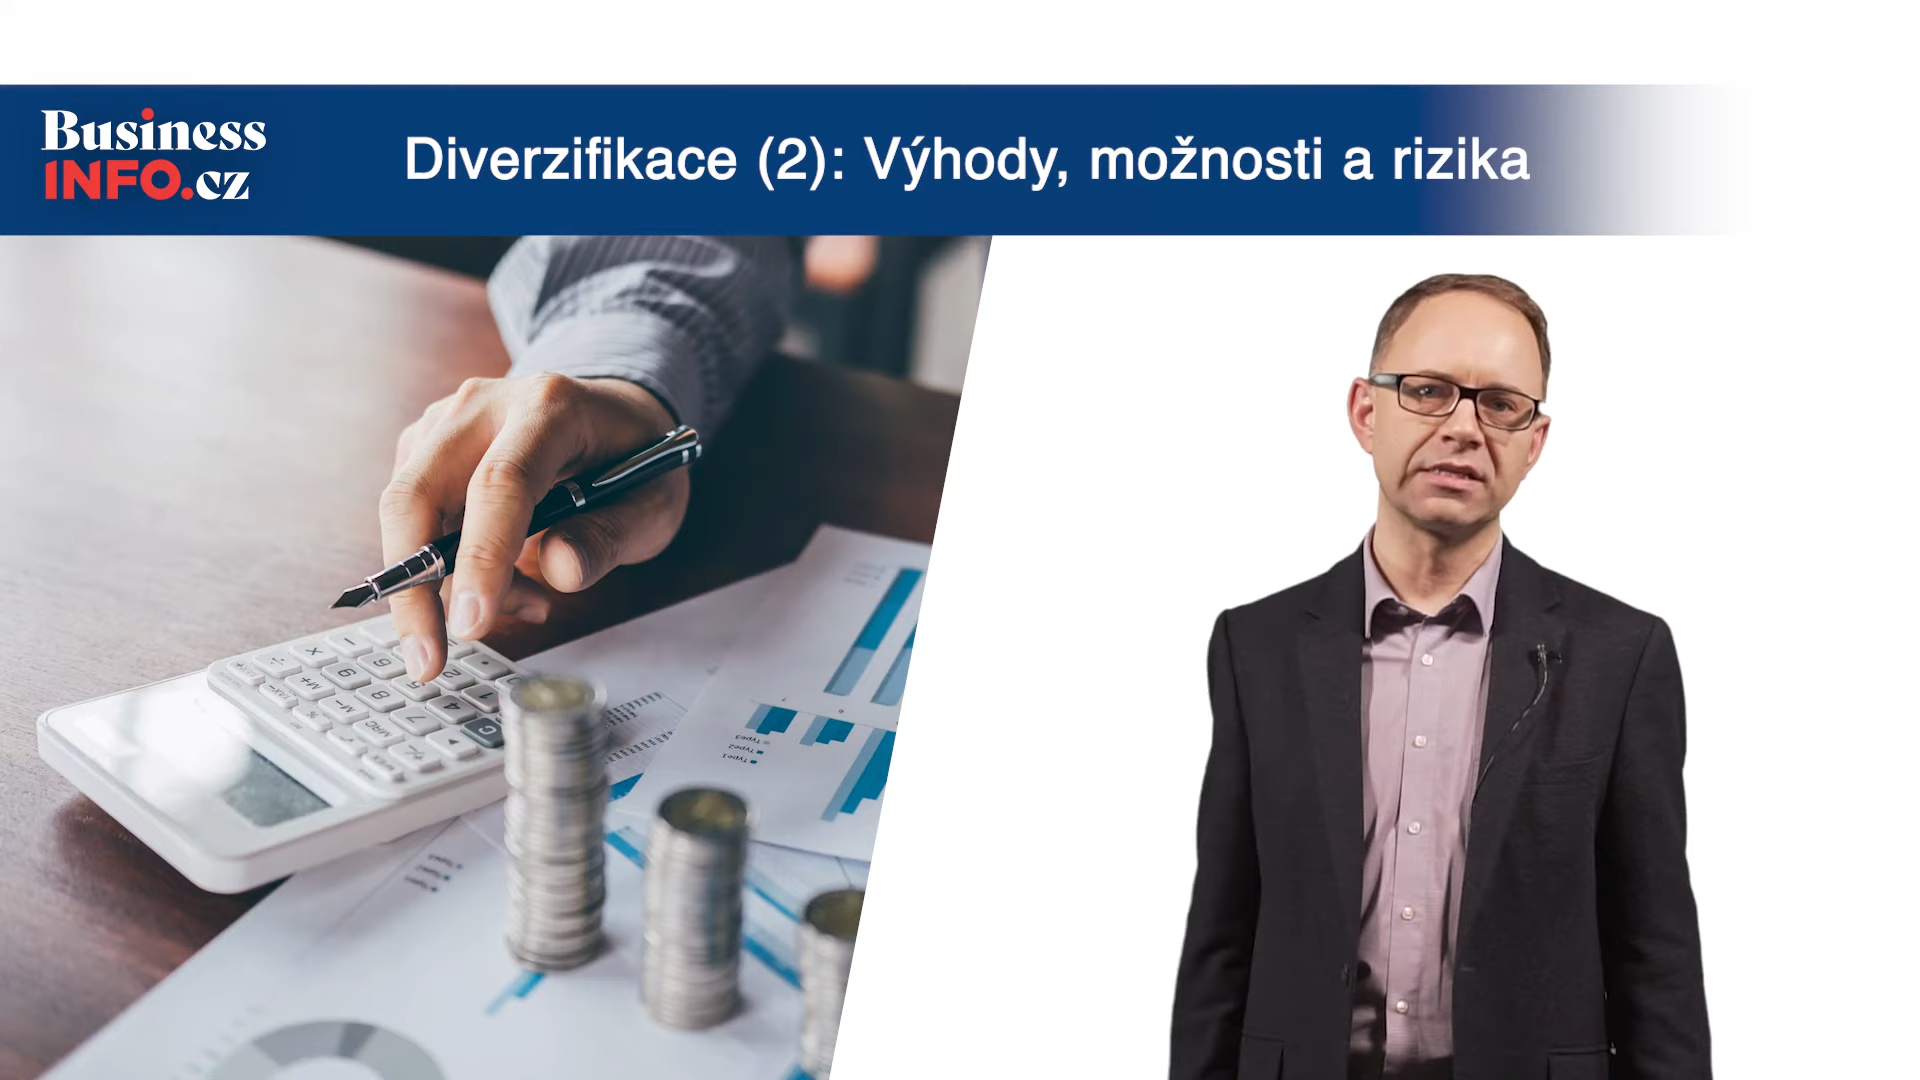 Business
INFO.cz
Diverzifikace (2): Výhody, možnosti a rizika